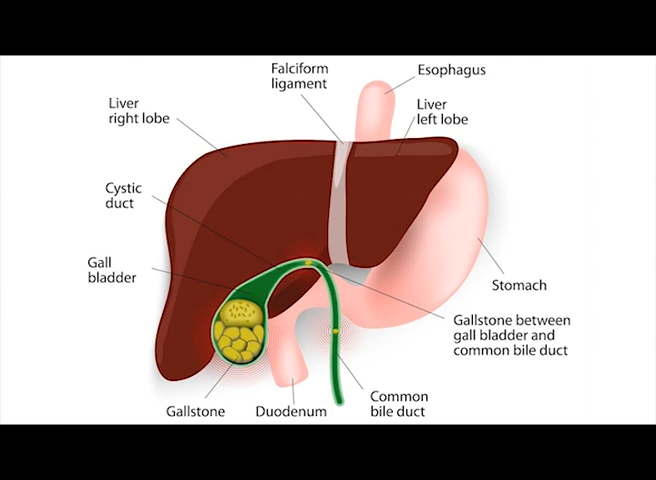 Falciform
ligament
Esophagus
Liver
right lobe
Liver
left lobe
Cystic
duct
Gall
bladder
Stomach
Gallstone between
gall bladder and
common bile duct
Gallstone
Duodenum
Common
bile duct